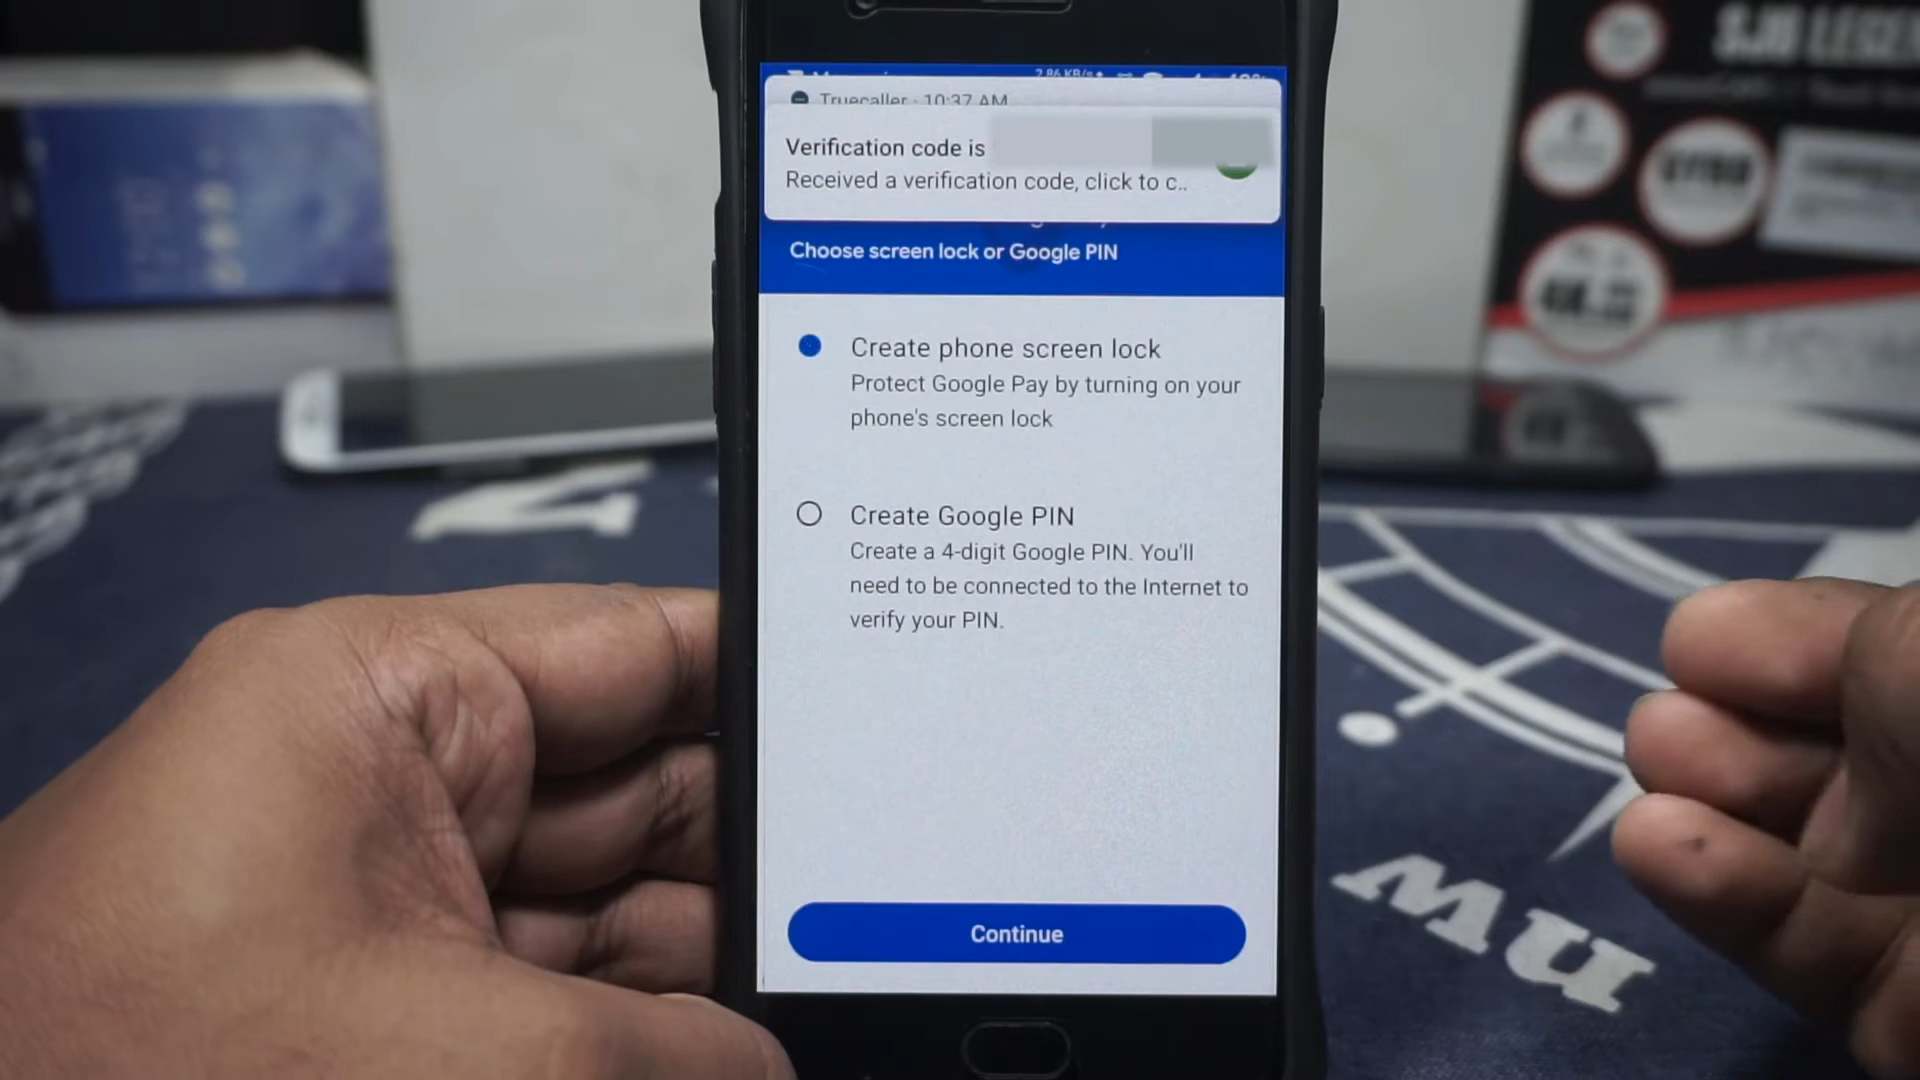 Truecaller · 10:37 AM
Verification code is
Received a verification code, click to c..
Choose screen lock or Google PIN
Create phone screen lock
Protect Google Pay by turning on your
phone's screen lock
Create Google PIN
Create a 4-digit Google PIN. You'll
need to be connected to the Internet to
verify your PIN.
Continue